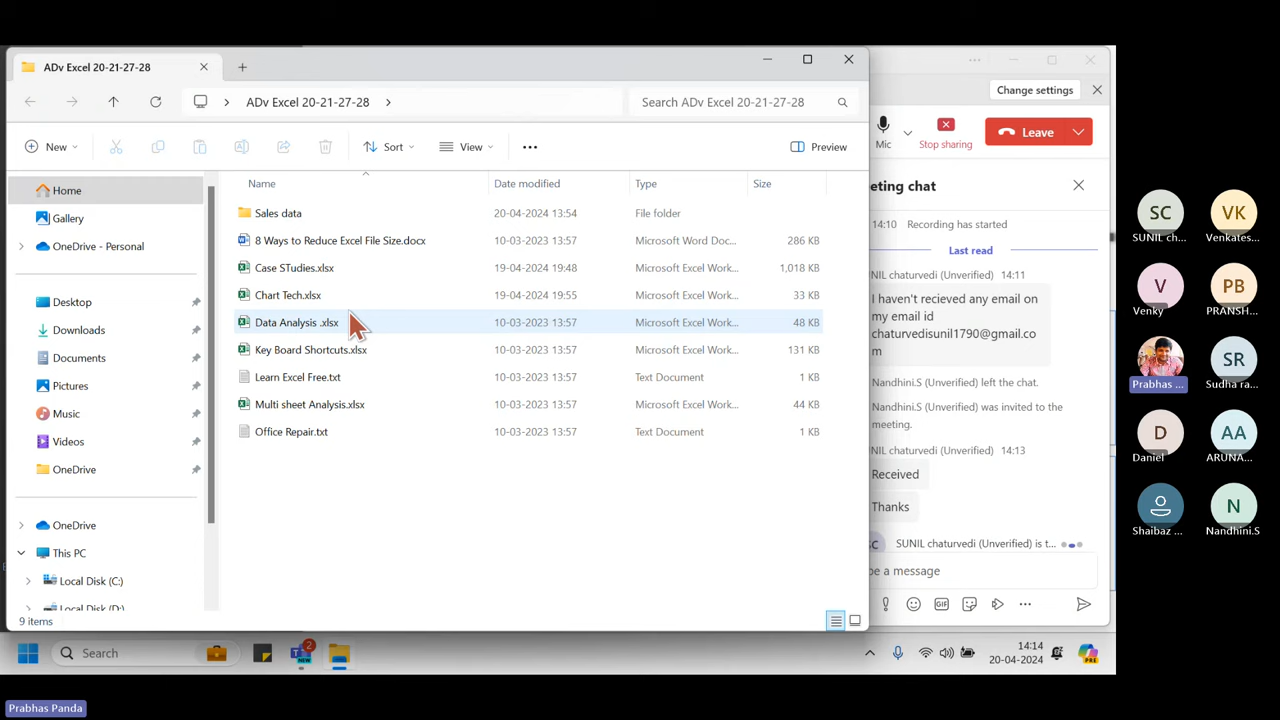 ADv Excel 20-21-27-28
ADv Excel 20-21-27-28
Search ADv Excel 20-21-27-28
New
Sort
View
Preview
Home
Gallery
OneDrive - Personal
Desktop
Downloads
Documents
Pictures
Music
Videos
OneDrive
OneDrive
This PC
Local Disk (C:)
Local Disk (D:)
9 items
Name Date modified Type Size
Sales data 20-04-2024 13:54 File folder
8 Ways to Reduce Excel File Size.docx 10-03-2023 13:57 Microsoft Word Doc... 286 KB
Case STudies.xlsx 19-04-2024 19:48 Microsoft Excel Work... 1,018 KB
Chart Tech.xlsx 19-04-2024 19:55 Microsoft Excel Work... 33 KB
Data Analysis .xlsx 10-03-2023 13:57 Microsoft Excel Work... 48 KB
Key Board Shortcuts.xlsx 10-03-2023 13:57 Microsoft Excel Work... 131 KB
Learn Excel Free.txt 10-03-2023 13:57 Text Document 1 KB
Multi sheet Analysis.xlsx 10-03-2023 13:57 Microsoft Excel Work... 44 KB
Office Repair.txt 10-03-2023 13:57 Text Document 1 KB
Change settings
Mic
Stop sharing
Leave
eting chat
14:10 Recording has started
Last read
NIL chaturvedi (Unverified) 14:11
I haven't recieved any email on
my email id
chaturvedisunil1790@gmail.co
m
Nandhini.S (Unverified) left the chat.
Nandhini.S (Unverified) was invited to the
meeting.
NIL chaturvedi (Unverified) 14:13
Received
Thanks
SC SUNIL chaturvedi (Unverified) is t...
pe a message
Search
NEW
2
14:14
20-04-2024
PRE
SC VK
SUNIL ch... Venkates...
V PB
Venky PRANSH...
SR
Prabhas ... Sudha ra...
D AA
Daniel ARUNA...
N
Shaibaz ... Nandhini.S
Prabhas Panda